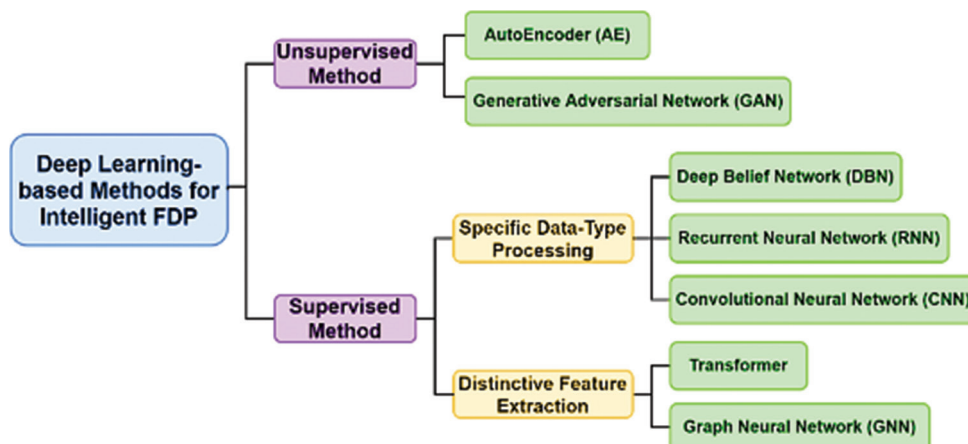 Deep Learning-
based Methods for
Intelligent FDP
Unsupervised
Method
AutoEncoder (AE)
Generative Adversarial Network (GAN)
Supervised
Method
Specific Data-Type
Processing
Deep Belief Network (DBN)
Recurrent Neural Network (RNN)
Convolutional Neural Network (CNN)
Distinctive Feature
Extraction
Transformer
Graph Neural Network (GNN)